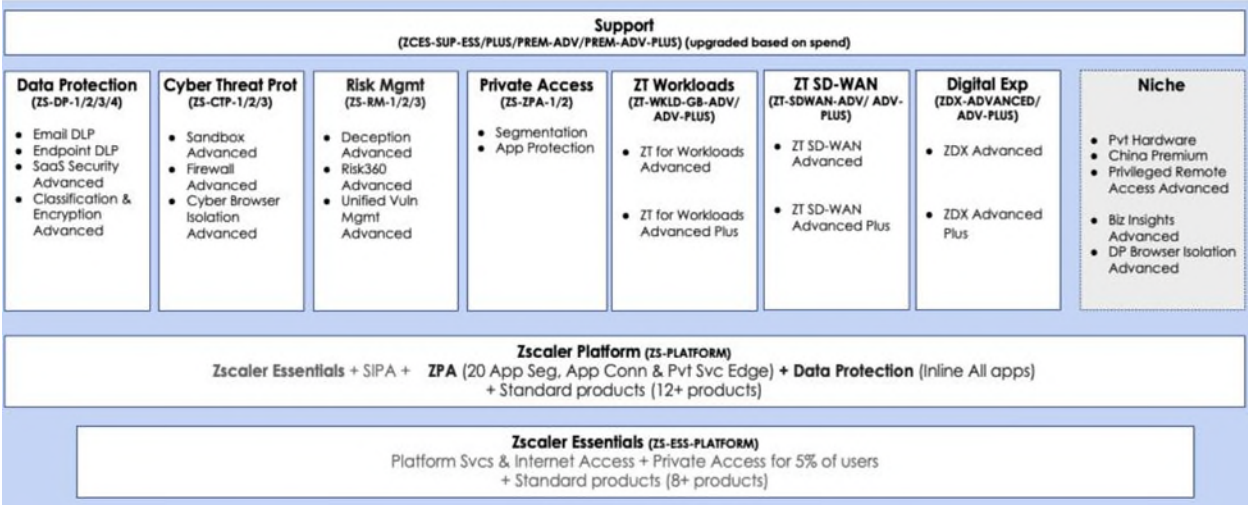 Support
(ZCES-SUP-ESS/PLUS/PREM-ADV/PREM-ADV-PLUS) (upgraded based on spend)
Data Protection
(ZS-DP-1/2/3/4)
• Email DLP
• Endpoint DLP
• SaaS Security
Advanced
• Classification &
Encryption
Advanced
Cyber Threat Prot
(ZS-CTP-1/2/3)
• Sandbox
Advanced
• Firewall
Advanced
• Cyber Browser
Isolation
Advanced
Risk Mgmt
(ZS-RM-1/2/3)
• Deception
Advanced
• Risk360
Advanced
• Unified Vuln
Mgmt
Advanced
Private Access
(ZS-ZPA-1/2)
• Segmentation
• App Protection
ZT Workloads
(ZT-WKLD-GB-ADV/
ADV-PLUS)
• ZT for Workloads
Advanced
• ZT for Workloads
Advanced Plus
ZT SD-WAN
(ZT-SDWAN-ADV/ ADV-
PLUS)
• ZT SD-WAN
Advanced
• ZT SD-WAN
Advanced Plus
Digital Exp
(ZDX-ADVANCED/
ADV-PLUS)
• ZDX Advanced
• ZDX Advanced
Plus
Niche
• Pvt Hardware
• China Premium
• Privileged Remote
Access Advanced
• Biz Insights
Advanced
• DP Browser Isolation
Advanced
Zscaler Platform (ZS-PLATFORM)
Zscaler Essentials + SIPA + ZPA (20 App Seg, App Conn & Pvt Svc Edge) + Data Protection (Inline All apps)
+ Standard products (12+ products)
Zscaler Essentials (ZS-ESS-PLATFORM)
Platform Svcs & Internet Access + Private Access for 5% of users
+ Standard products (8+ products)